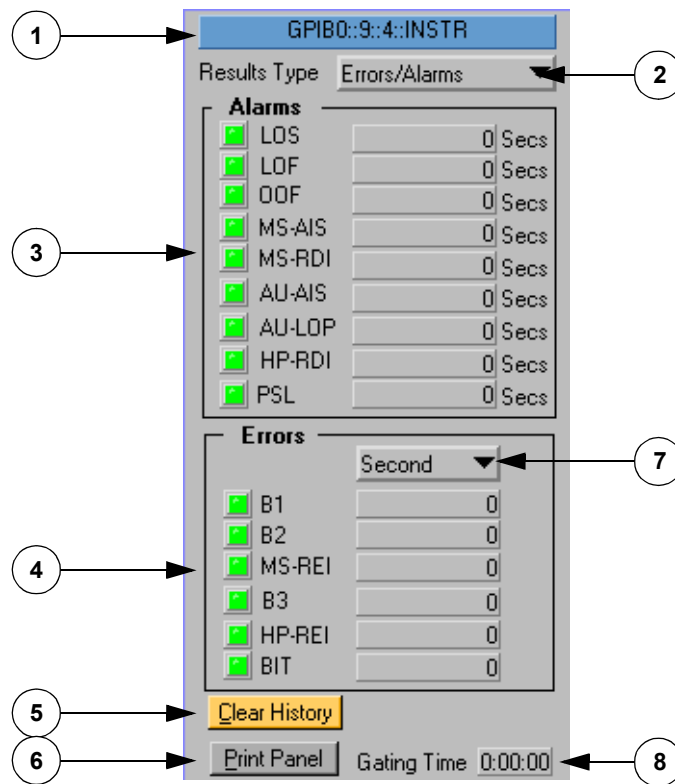 1
GPIB0::9::4::INSTR
Results Type Errors/Alarms
2
Alarms
LOS 0 Secs
LOF 0 Secs
OOF 0 Secs
MS-AIS 0 Secs
3
MS-RDI 0 Secs
AU-AIS 0 Secs
AU-LOP 0 Secs
HP-RDI 0 Secs
PSL 0 Secs
Errors
Second
7
B1 0
B2 0
4
MS-REI 0
B3 0
HP-REI 0
BIT 0
5
Clear History
6
Print Panel Gating Time 0:00:00
8